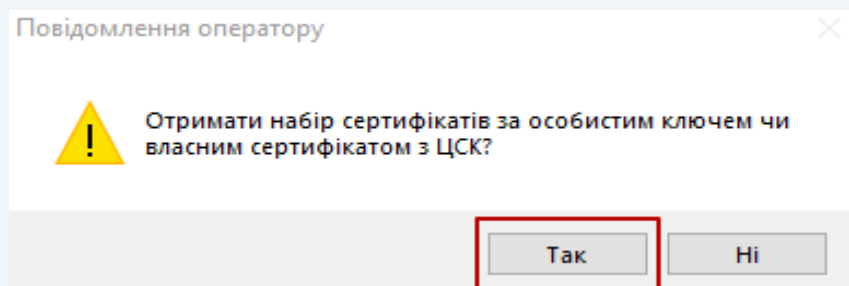 Повідомлення оператору
Отримати набір сертифікатів за особистим ключем чи
власним сертифікатом з ЦСК?
Так
Ні